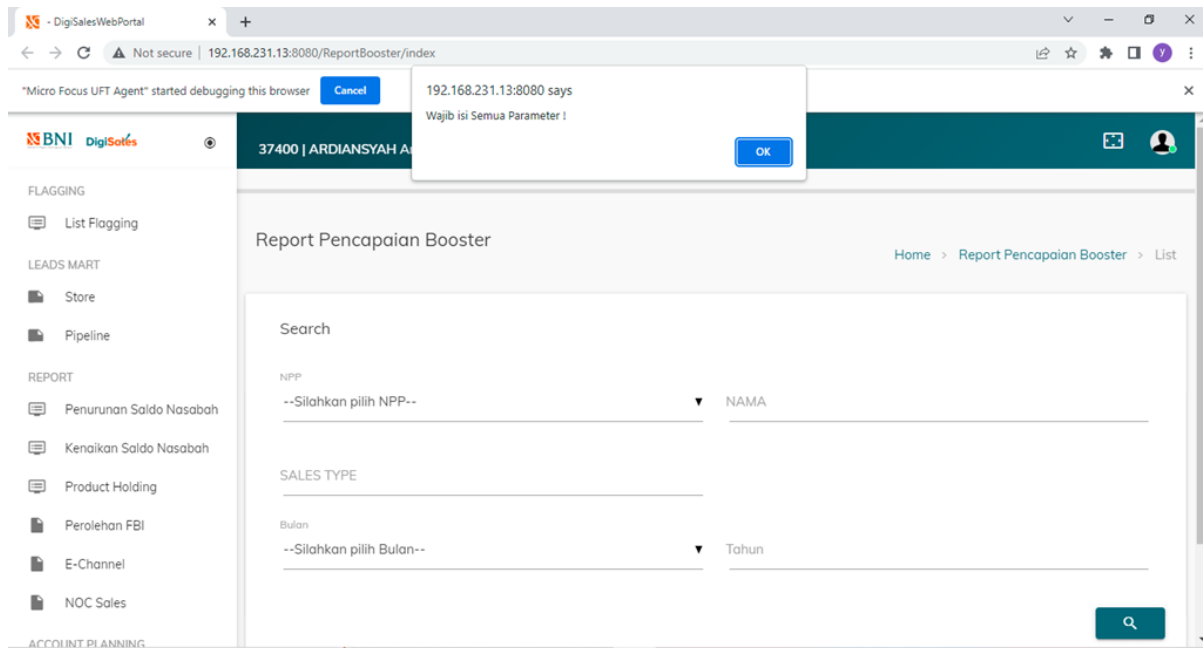 - DigiSalesWebPortal
Not secure | 192.168.231.13:8080/ReportBooster/index
y
"Micro Focus UFT Agent" started debugging this browser Cancel
192.168.231.13:8080 says
Wajib isi Semua Parameter !
OK
BNI DigiSales
37400 | ARDIANSYAH
FLAGGING
List Flagging
LEADS MART
Store
Pipeline
REPORT
Penurunan Saldo Nasabah
Kenaikan Saldo Nasabah
Product Holding
Perolehan FBI
E-Channel
NOC Sales
ACCOUNT PLANNING
Report Pencapaian Booster
Home > Report Pencapaian Booster > List
Search
NPP
--Silahkan pilih NPP--
NAMA
SALES TYPE
Bulan
--Silahkan pilih Bulan--
Tahun